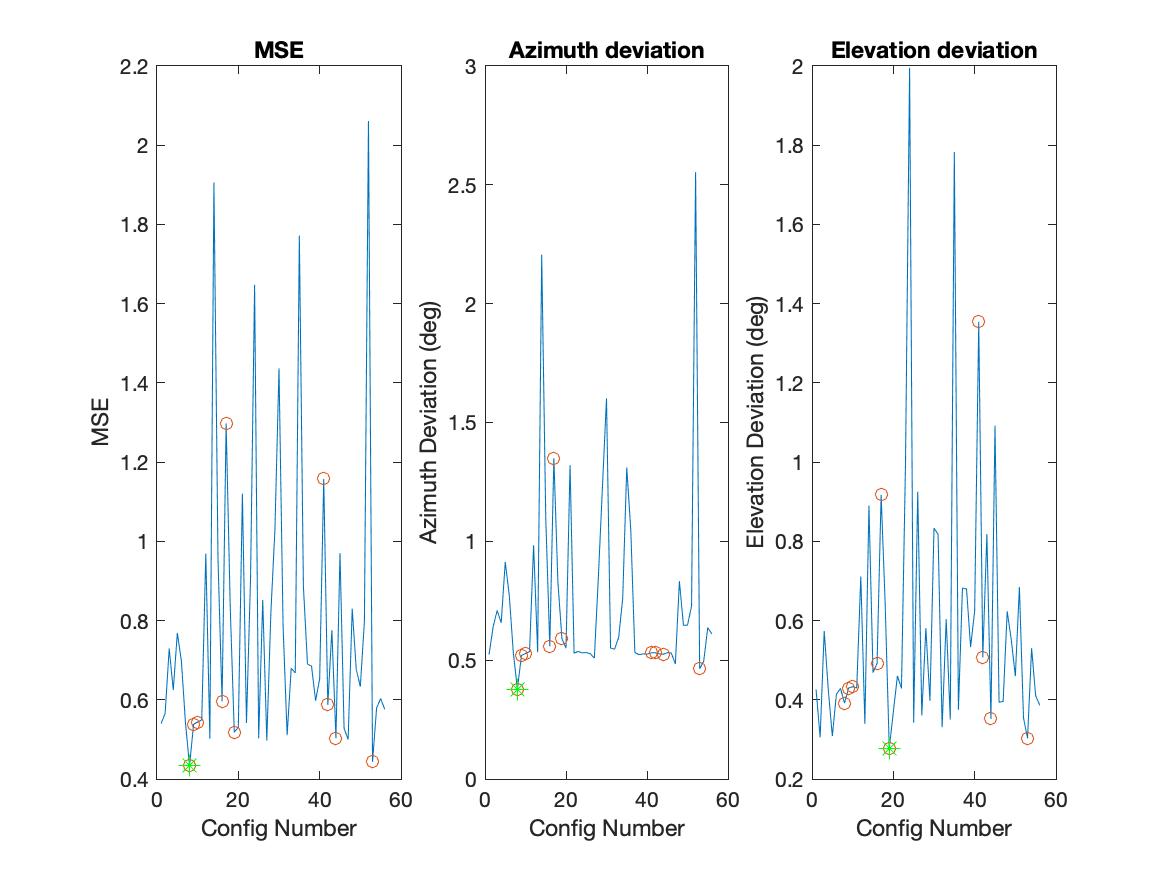 MSE
2.2
2
1.8
1.6
1.4
1.2
1
0.8
0.6
0.4
MSE
0 20 40 60
Config Number
Azimuth deviation
3
2.5
2
1.5
1
0.5
0
Azimuth Deviation (deg)
0 20 40 60
Config Number
Elevation deviation
2
1.8
1.6
1.4
1.2
1
0.8
0.6
0.4
0.2
Elevation Deviation (deg)
0 20 40 60
Config Number